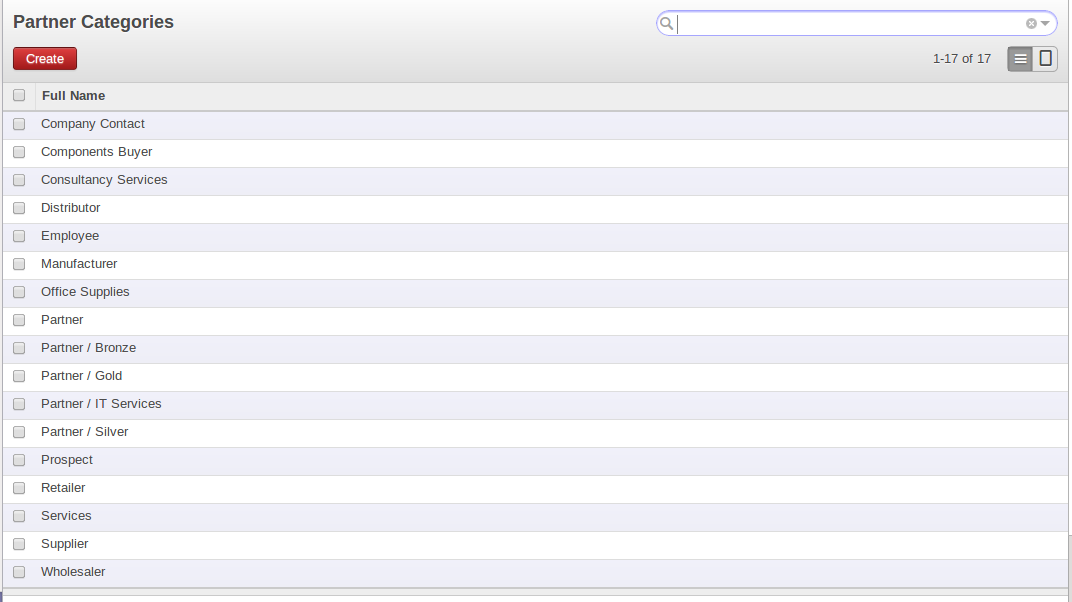 Partner Categories
Create
1-17 of 17
Full Name
Company Contact
Components Buyer
Consultancy Services
Distributor
Employee
Manufacturer
Office Supplies
Partner
Partner / Bronze
Partner / Gold
Partner / IT Services
Partner / Silver
Prospect
Retailer
Services
Supplier
Wholesaler